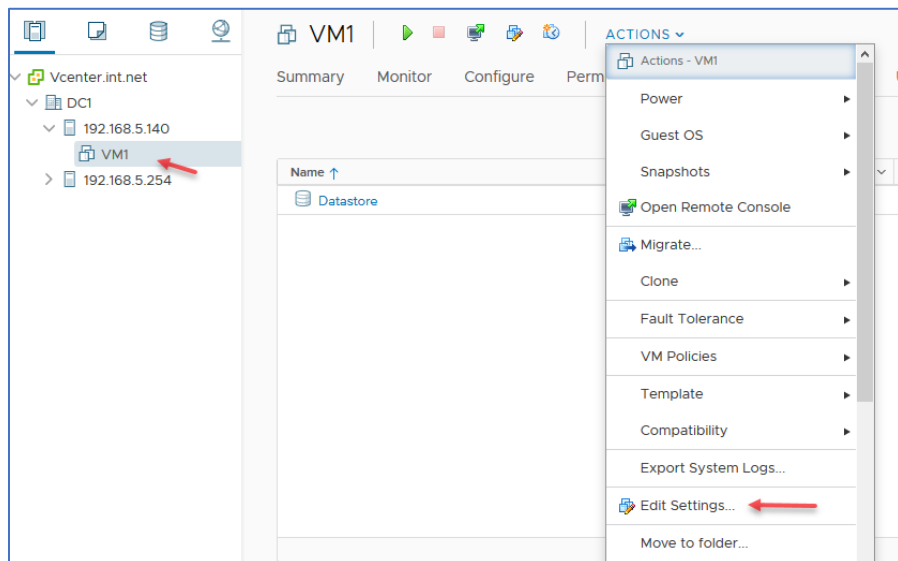 VM1
ACTIONS
Vcenter.int.net
DC1
192.168.5.140
VM1
192.168.5.254
Summary Monitor Configure Perm
Name
Datastore
Actions - VM1
Power
Guest OS
Snapshots
Open Remote Console
Migrate...
Clone
Fault Tolerance
VM Policies
Template
Compatibility
Export System Logs...
Edit Settings...
Move to folder...